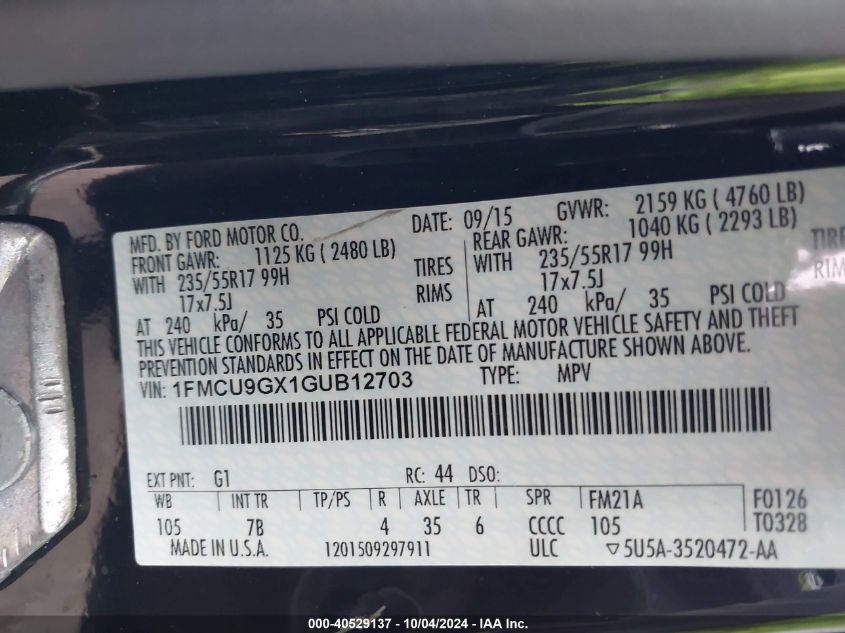 MFD. BY FORD MOTOR CO. DATE: 09/15 GVWR: 2159 KG ( 4760 LB)
FRONT GAWR: 1125 KG ( 2480 LB) REAR GAWR: 1040 KG ( 2293 LB)
WITH 235/55R17 99H TIRES WITH 235/55R17 99H TIRE
17x7.5J RIMS 17x7.5J RIM
AT 240 kPa/ 35 PSI COLD AT 240 kPa/ 35 PSI COLD
THIS VEHICLE CONFORMS TO ALL APPLICABLE FEDERAL MOTOR VEHICLE SAFETY AND THEFT
PREVENTION STANDARDS IN EFFECT ON THE DATE OF MANUFACTURE SHOWN ABOVE.
VIN: 1FMCU9GX1GUB12703 TYPE: MPV
EXT PNT: G1 RC: 44 DSO:
WB INT TR TP/PS R AXLE TR SPR FM21A F0126
105 7B 4 35 6 CCCC 105 T0328
MADE IN U.S.A. 1201509297911 ULC ▽5U5A-3520472-AA
000-40529137 - 10/04/2024 - IAA Inc.